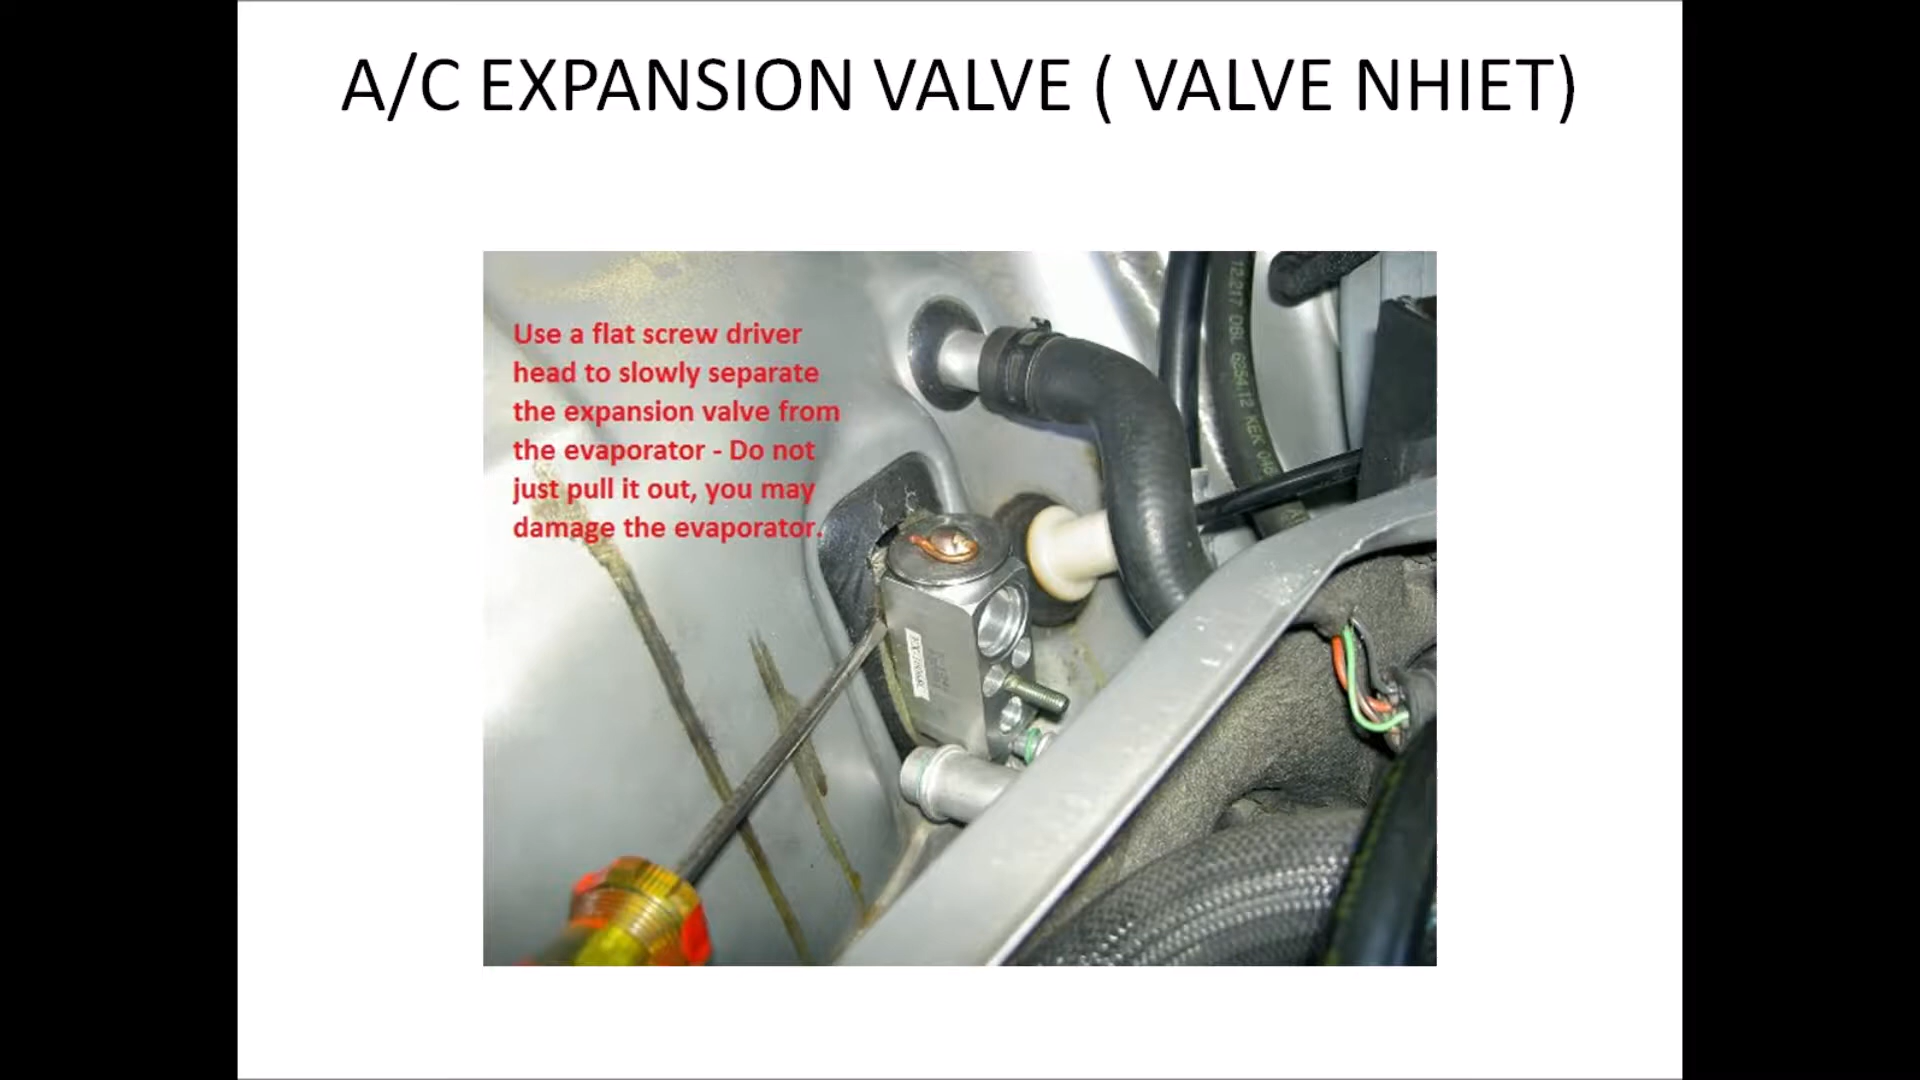 A/C EXPANSION VALVE ( VALVE NHIET)
Use a flat screw driver
head to slowly separate
the expansion valve from
the evaporator - Do not
just pull it out, you may
damage the evaporator.